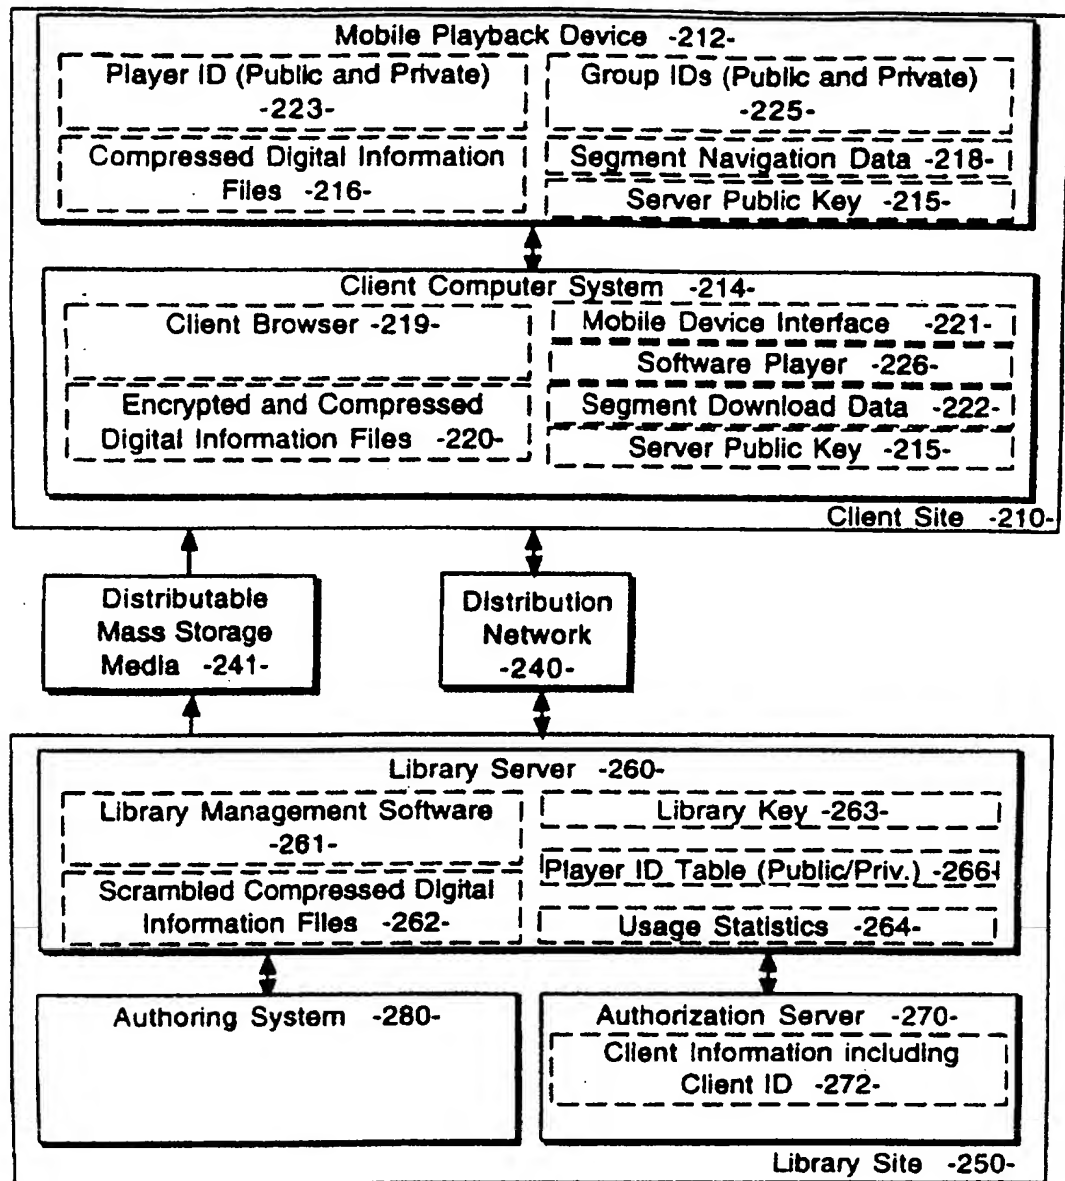 Mobile Playback Device -212-
Player ID (Public and Private)
-223-
Compressed Digital Information
Files -216-
Group IDs (Public and Private)
-225-
Segment Navigation Data -218-
Server Public Key -215-
Client Computer System -214-
Client Browser -219-
Encrypted and Compressed
Digital Information Files -220-
Mobile Device Interface -221-
Software Player -226-
Segment Download Data -222-
Server Public Key -215-
Client Site -210-
Distributable
Mass Storage
Media -241-
Distribution
Network
-240-
Library Server -260-
Library Management Software
-261-
Scrambled Compressed Digital
Information Files -262-
Library Key -263-
Player ID Table (Public/Priv.) -266-
Usage Statistics -264-
Authoring System -280-
Authorization Server -270-
Client Information including
Client ID -272-
Library Site -250-